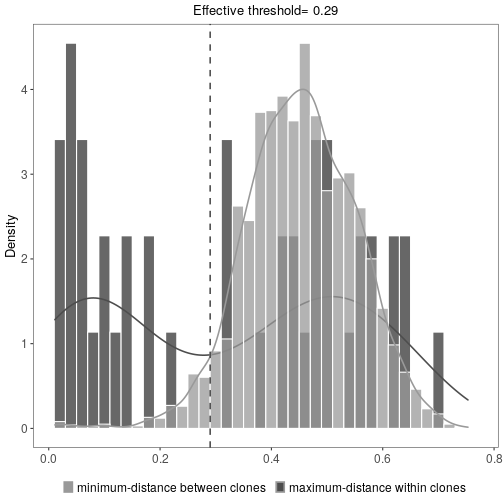 Effective threshold= 0.29
Density
4
3
2
1
0
0.0 0.2 0.4 0.6 0.8
minimum-distance between clones maximum-distance within clones